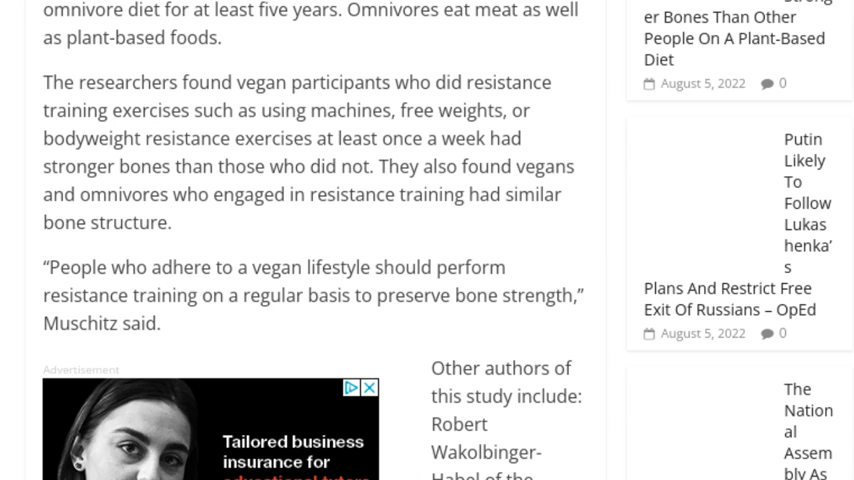 omnivore diet for at least five years. Omnivores eat meat as well
as plant-based foods.
The researchers found vegan participants who did resistance
training exercises such as using machines, free weights, or
bodyweight resistance exercises at least once a week had
stronger bones than those who did not. They also found vegans
and omnivores who engaged in resistance training had similar
bone structure.
“People who adhere to a vegan lifestyle should perform
resistance training on a regular basis to preserve bone strength,”
Muschitz said.
Advertisement
Tailored business
insurance for
educational tutors
Other authors of
this study include:
Robert
Wakolbinger-
Habel of the
Strong
er Bones Than Other
People On A Plant-Based
Diet
August 5, 2022 0
Putin
Likely
To
Follow
Lukas
henka’
s
Plans And Restrict Free
Exit Of Russians – OpEd
August 5, 2022 0
The
Nation
al
Assem
bly As